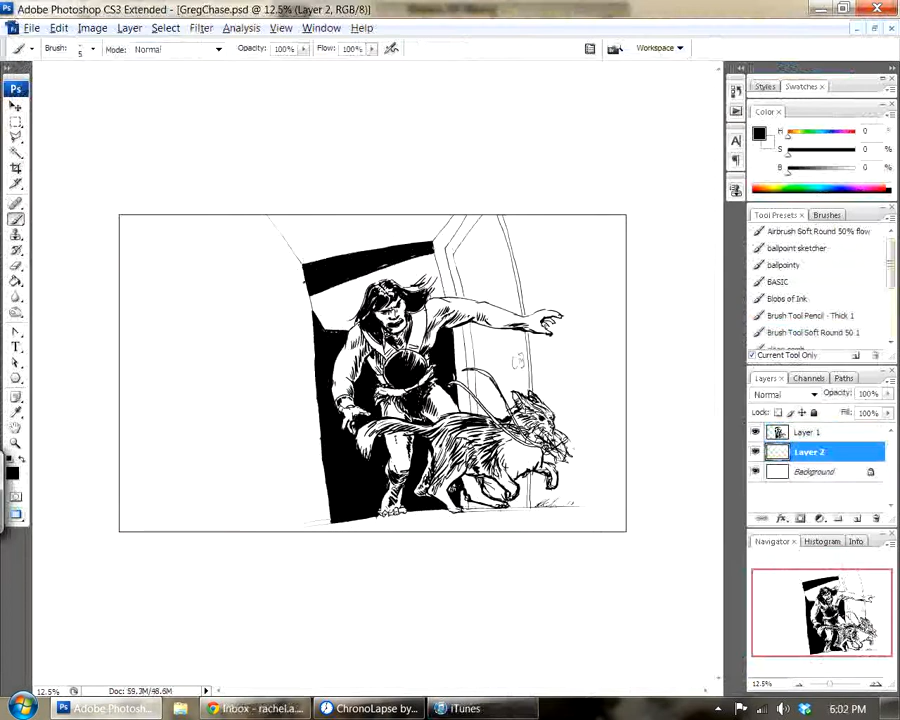 Adobe Photoshop CS3 Extended - [GregChase.psd @ 12.5% (Layer 2, RGB/8)]
File Edit Image Layer Select Filter Analysis View Window Help
Brush: 5 Mode: Normal Opacity: 100% Flow: 100% Workspace
Ps
Styles Swatches ×
Color ×
H 0 °
S 0 %
B 0 %
Tool Presets × Brushes
Airbrush Soft Round 50% flow
ballpoint sketcher
ballpointy
BASIC
Blobs of Ink
Brush Tool Pencil - Thick 1
Brush Tool Soft Round 50 1
Current Tool Only
Layers × Channels Paths
Normal Opacity: 100%
Lock: Fill: 100%
Layer 1
Layer 2
Background
Navigator × Histogram Info
12.5%
12.5% Doc: 59.3M/48.6M
Adobe Photosh... Inbox - rachel.a.... ChronoLapse by... iTunes 6:02 PM